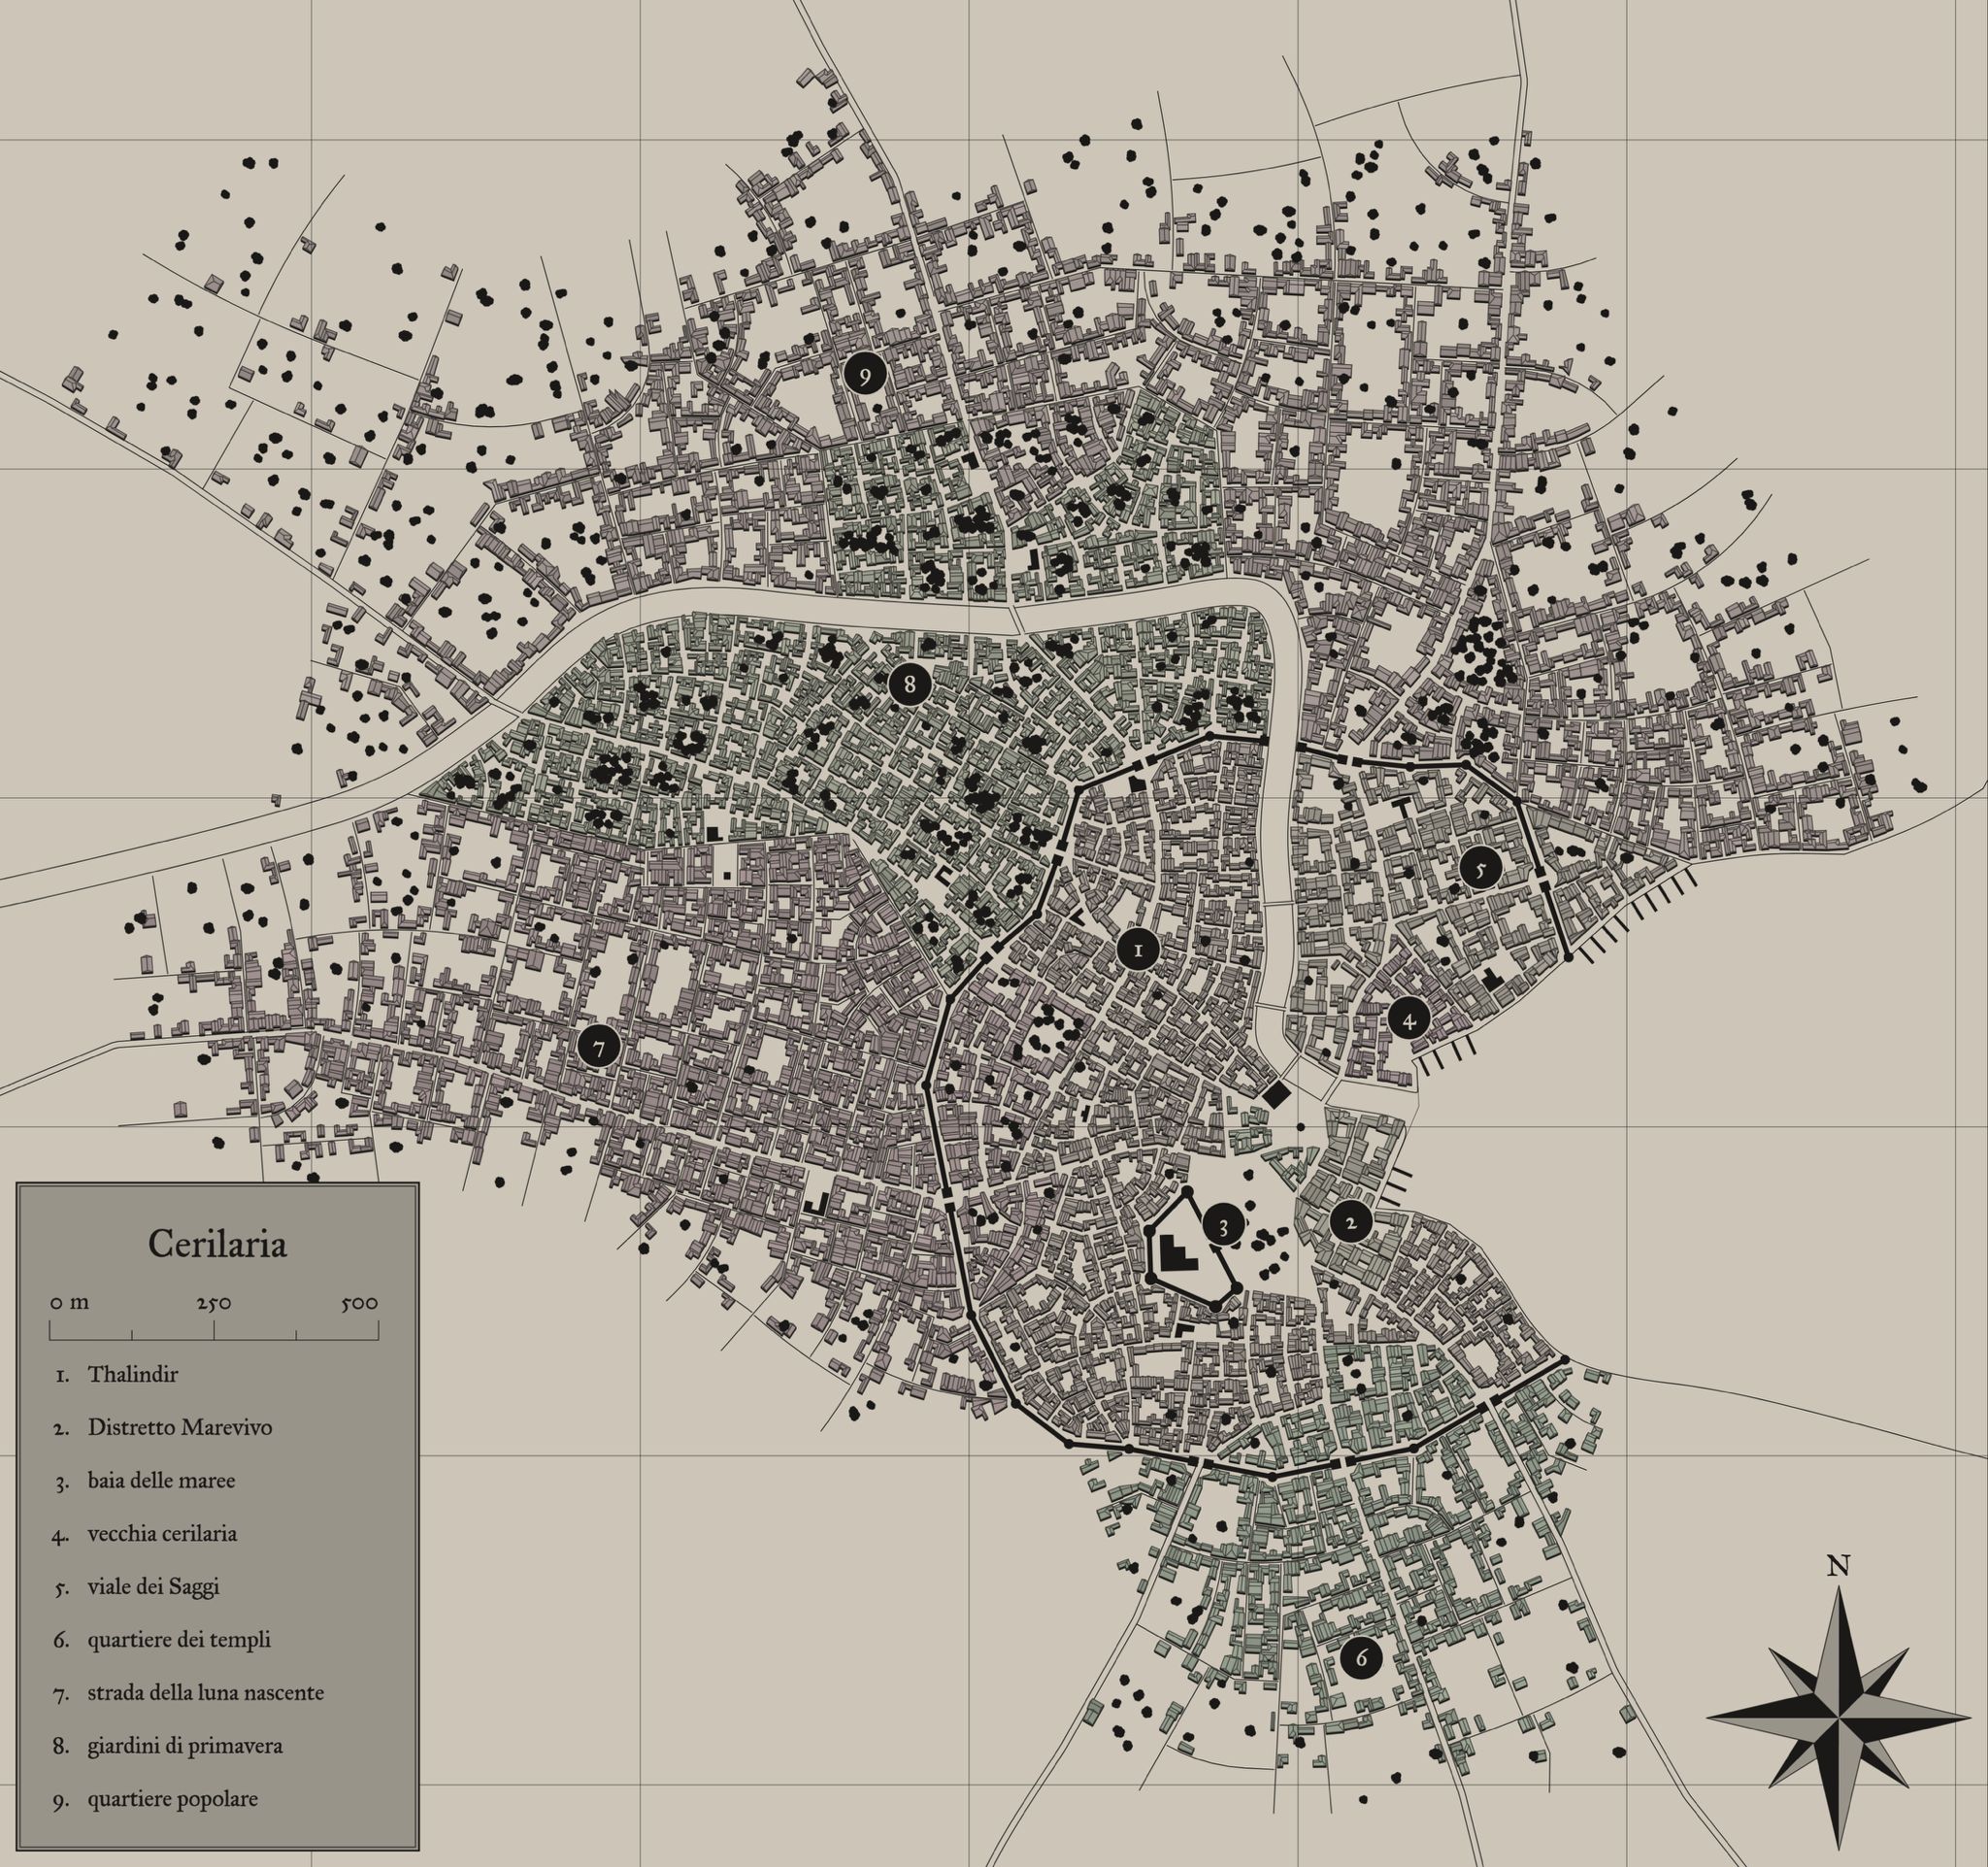 9
8
5
1
4
7
3
2
6
Cerilaria
0 m 250 500
1. Thalindir
2. Distretto Marevivo
3. baia delle maree
4. vecchia cerilaria
5. viale dei Saggi
6. quartiere dei templi
7. strada della luna nascente
8. giardini di primavera
9. quartiere popolare
N